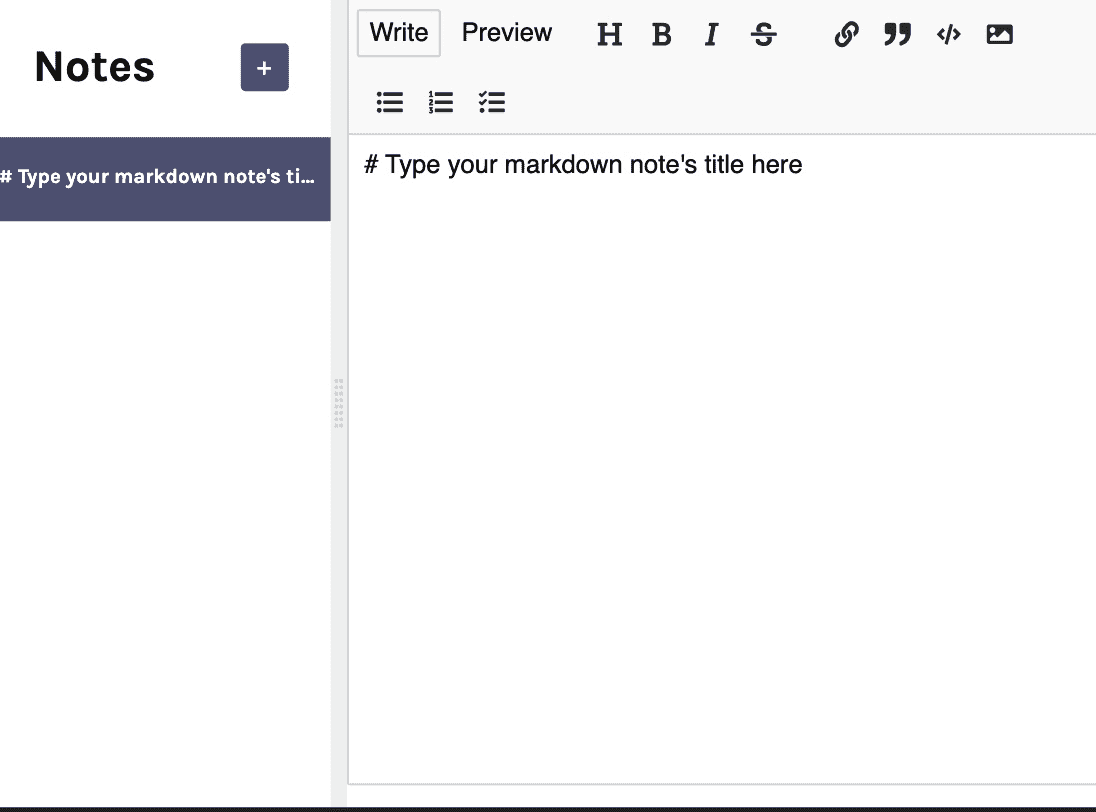 Notes
+
# Type your markdown note's ti...
Write Preview H B I S
# Type your markdown note's title here